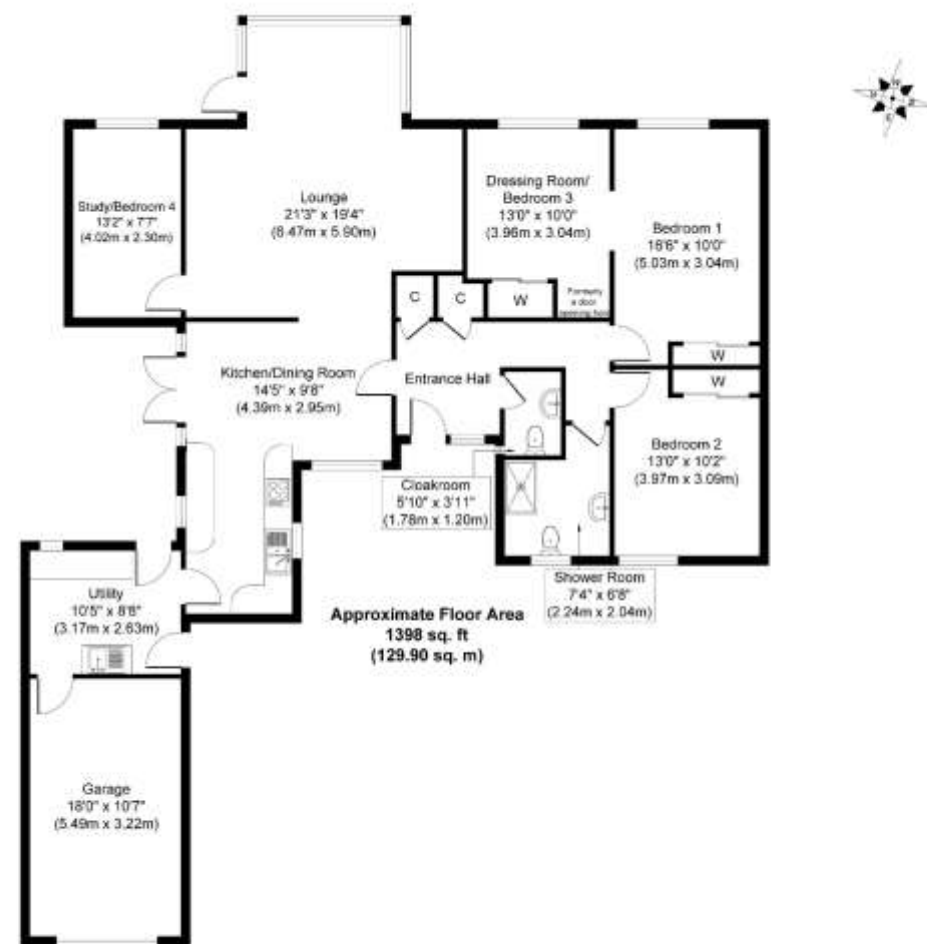 Study/Bedroom 4
13'2" x 7'7"
(4.02m x 2.30m)
Lounge
21'3" x 19'4"
(6.47m x 5.90m)
Dressing Room/
Bedroom 3
13'0" x 10'0"
(3.96m x 3.04m)
Bedroom 1
16'6" x 10'0"
(5.03m x 3.04m)
C
C
W
Formerly
a door
opening here
W
Kitchen/Dining Room
14'5" x 9'8"
(4.39m x 2.95m)
Entrance Hall
W
Bedroom 2
13'0" x 10'2"
(3.97m x 3.09m)
Cloakroom
5'10" x 3'11"
(1.78m x 1.20m)
Shower Room
7'4" x 6'8"
(2.24m x 2.04m)
Utility
10'5" x 8'8"
(3.17m x 2.63m)
Approximate Floor Area
1398 sq. ft
(129.90 sq. m)
Garage
18'0" x 10'7"
(5.49m x 3.22m)